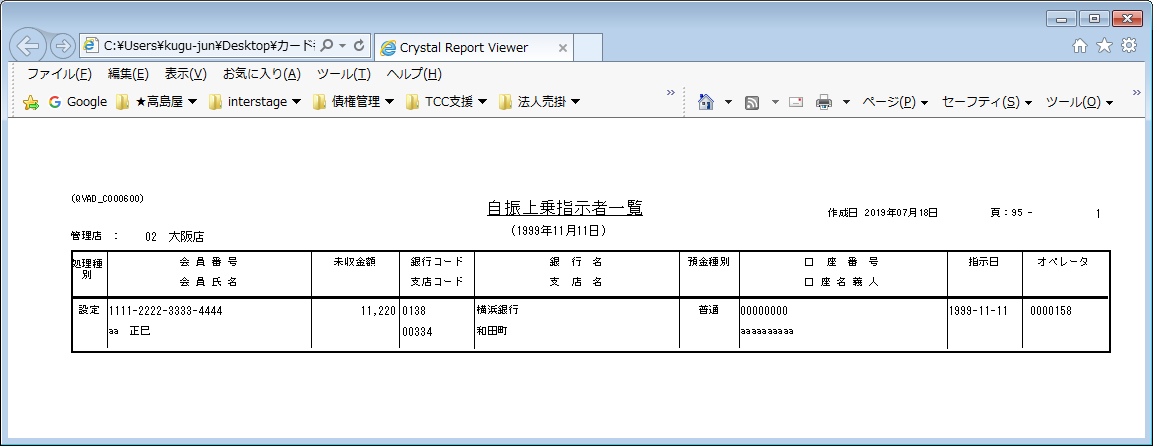 C:¥Users¥kugu-jun¥Desktop¥カード
Crystal Report Viewer
ファイル(F) 編集(E) 表示(V) お気に入り(A) ツール(T) ヘルプ(H)
Google ★高島屋 interstage 債権管理 TCC支援 法人売掛 » ページ(P) セーフティ(S) ツール(O) »
(QVAD_C000600)
自振上乗指示者一覧
作成日 2019年07月18日 頁:95 - 1
(1999年11月11日)
管理店 : 02 大阪店
処理種別 会員番号 未収金額 銀行コード 銀行名 預金種別 口座番号 指示日 オペレータ
会員氏名 支店コード 支店名 口座名義人
設定 1111-2222-3333-4444 11,220 0138 横浜銀行 普通 00000000 1999-11-11 0000158
aa 正巳 00334 和田町 aaaaaaaaaa